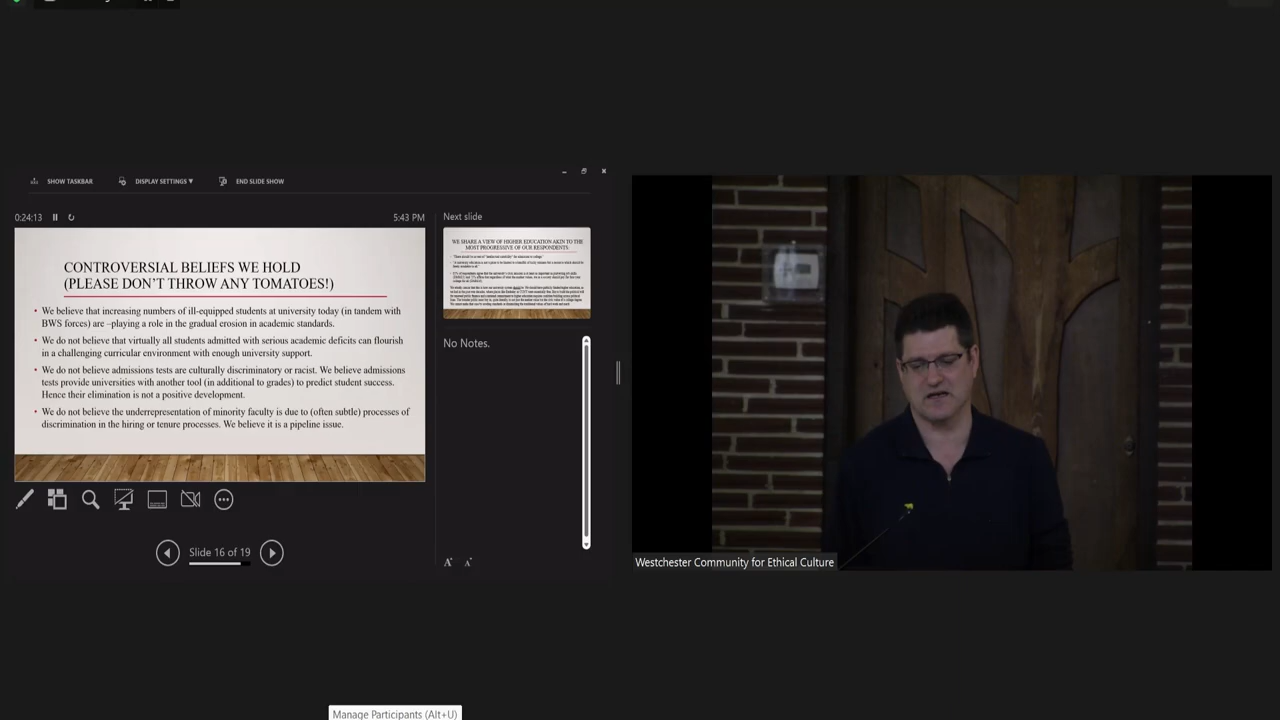 SHOW TASKBAR
DISPLAY SETTINGS ▾
END SLIDE SHOW
0:24:13
5:43 PM
CONTROVERSIAL BELIEFS WE HOLD
(PLEASE DON'T THROW ANY TOMATOES!)
• We believe that increasing numbers of ill-equipped students at university today (in tandem with
BWS forces) are –playing a role in the gradual erosion in academic standards.
• We do not believe that virtually all students admitted with serious academic deficits can flourish
in a challenging curricular environment with enough university support.
• We do not believe admissions tests are culturally discriminatory or racist. We believe admissions
tests provide universities with another tool (in additional to grades) to predict student success.
Hence their elimination is not a positive development.
• We do not believe the underrepresentation of minority faculty is due to (often subtle) processes of
discrimination in the hiring or tenure processes. We believe it is a pipeline issue.
Slide 16 of 19
Next slide
WE SHARE A VIEW OF HIGHER EDUCATION AKIN TO THE
MOST PROGRESSIVE OF OUR RESPONDENTS:
No Notes.
Westchester Community for Ethical Culture
Manage Participants (Alt+U)